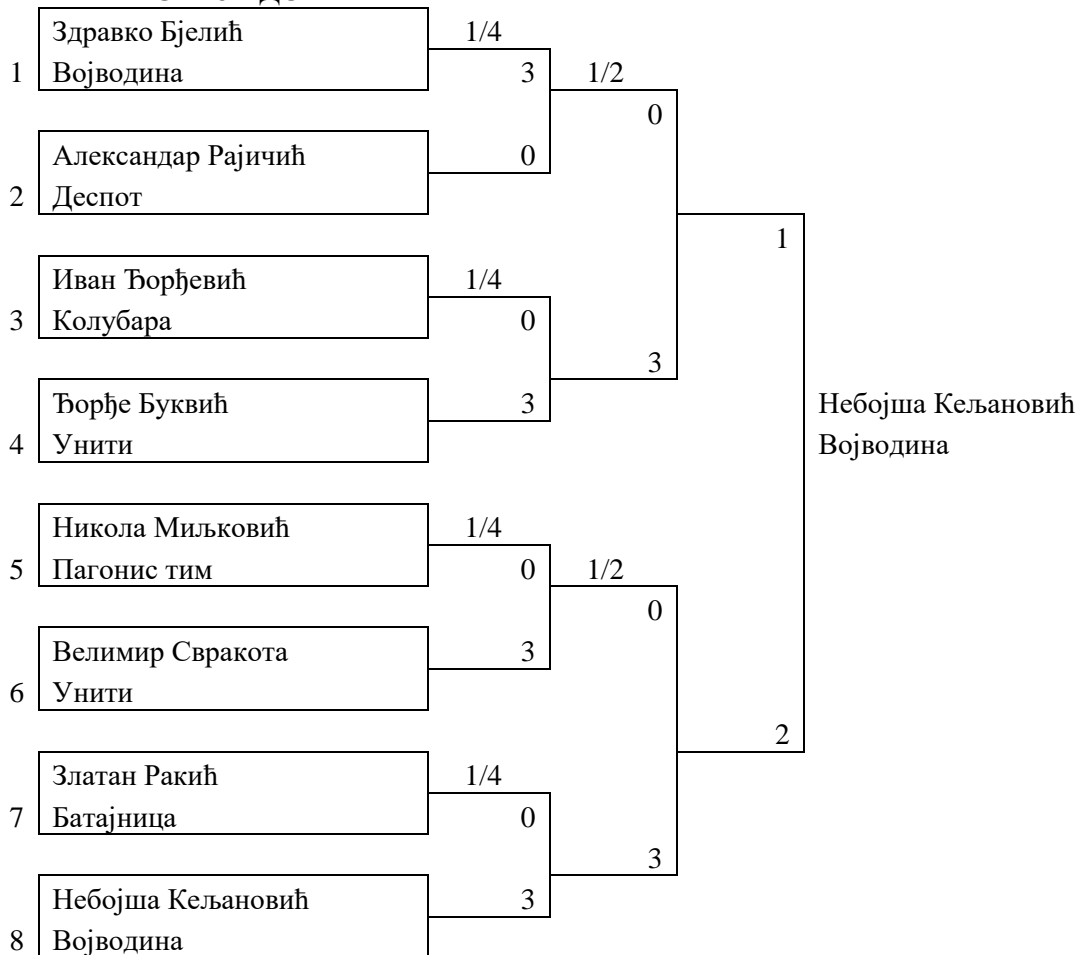 Здравко Бјелић 1/4
1 Војводина 3 1/2
0
Александар Рајичић 0
2 Деспот
1
Иван Ђорђевић 1/4
3 Колубара 0
3
Ђорђе Буквић 3 Небојша Кељановић
4 Унити Војводина
Никола Миљковић 1/4
5 Пагонис тим 0 1/2
0
Велимир Свракота 3
6 Унити
2
Златан Ракић 1/4
7 Батајница 0
3
Небојша Кељановић 3
8 Војводина